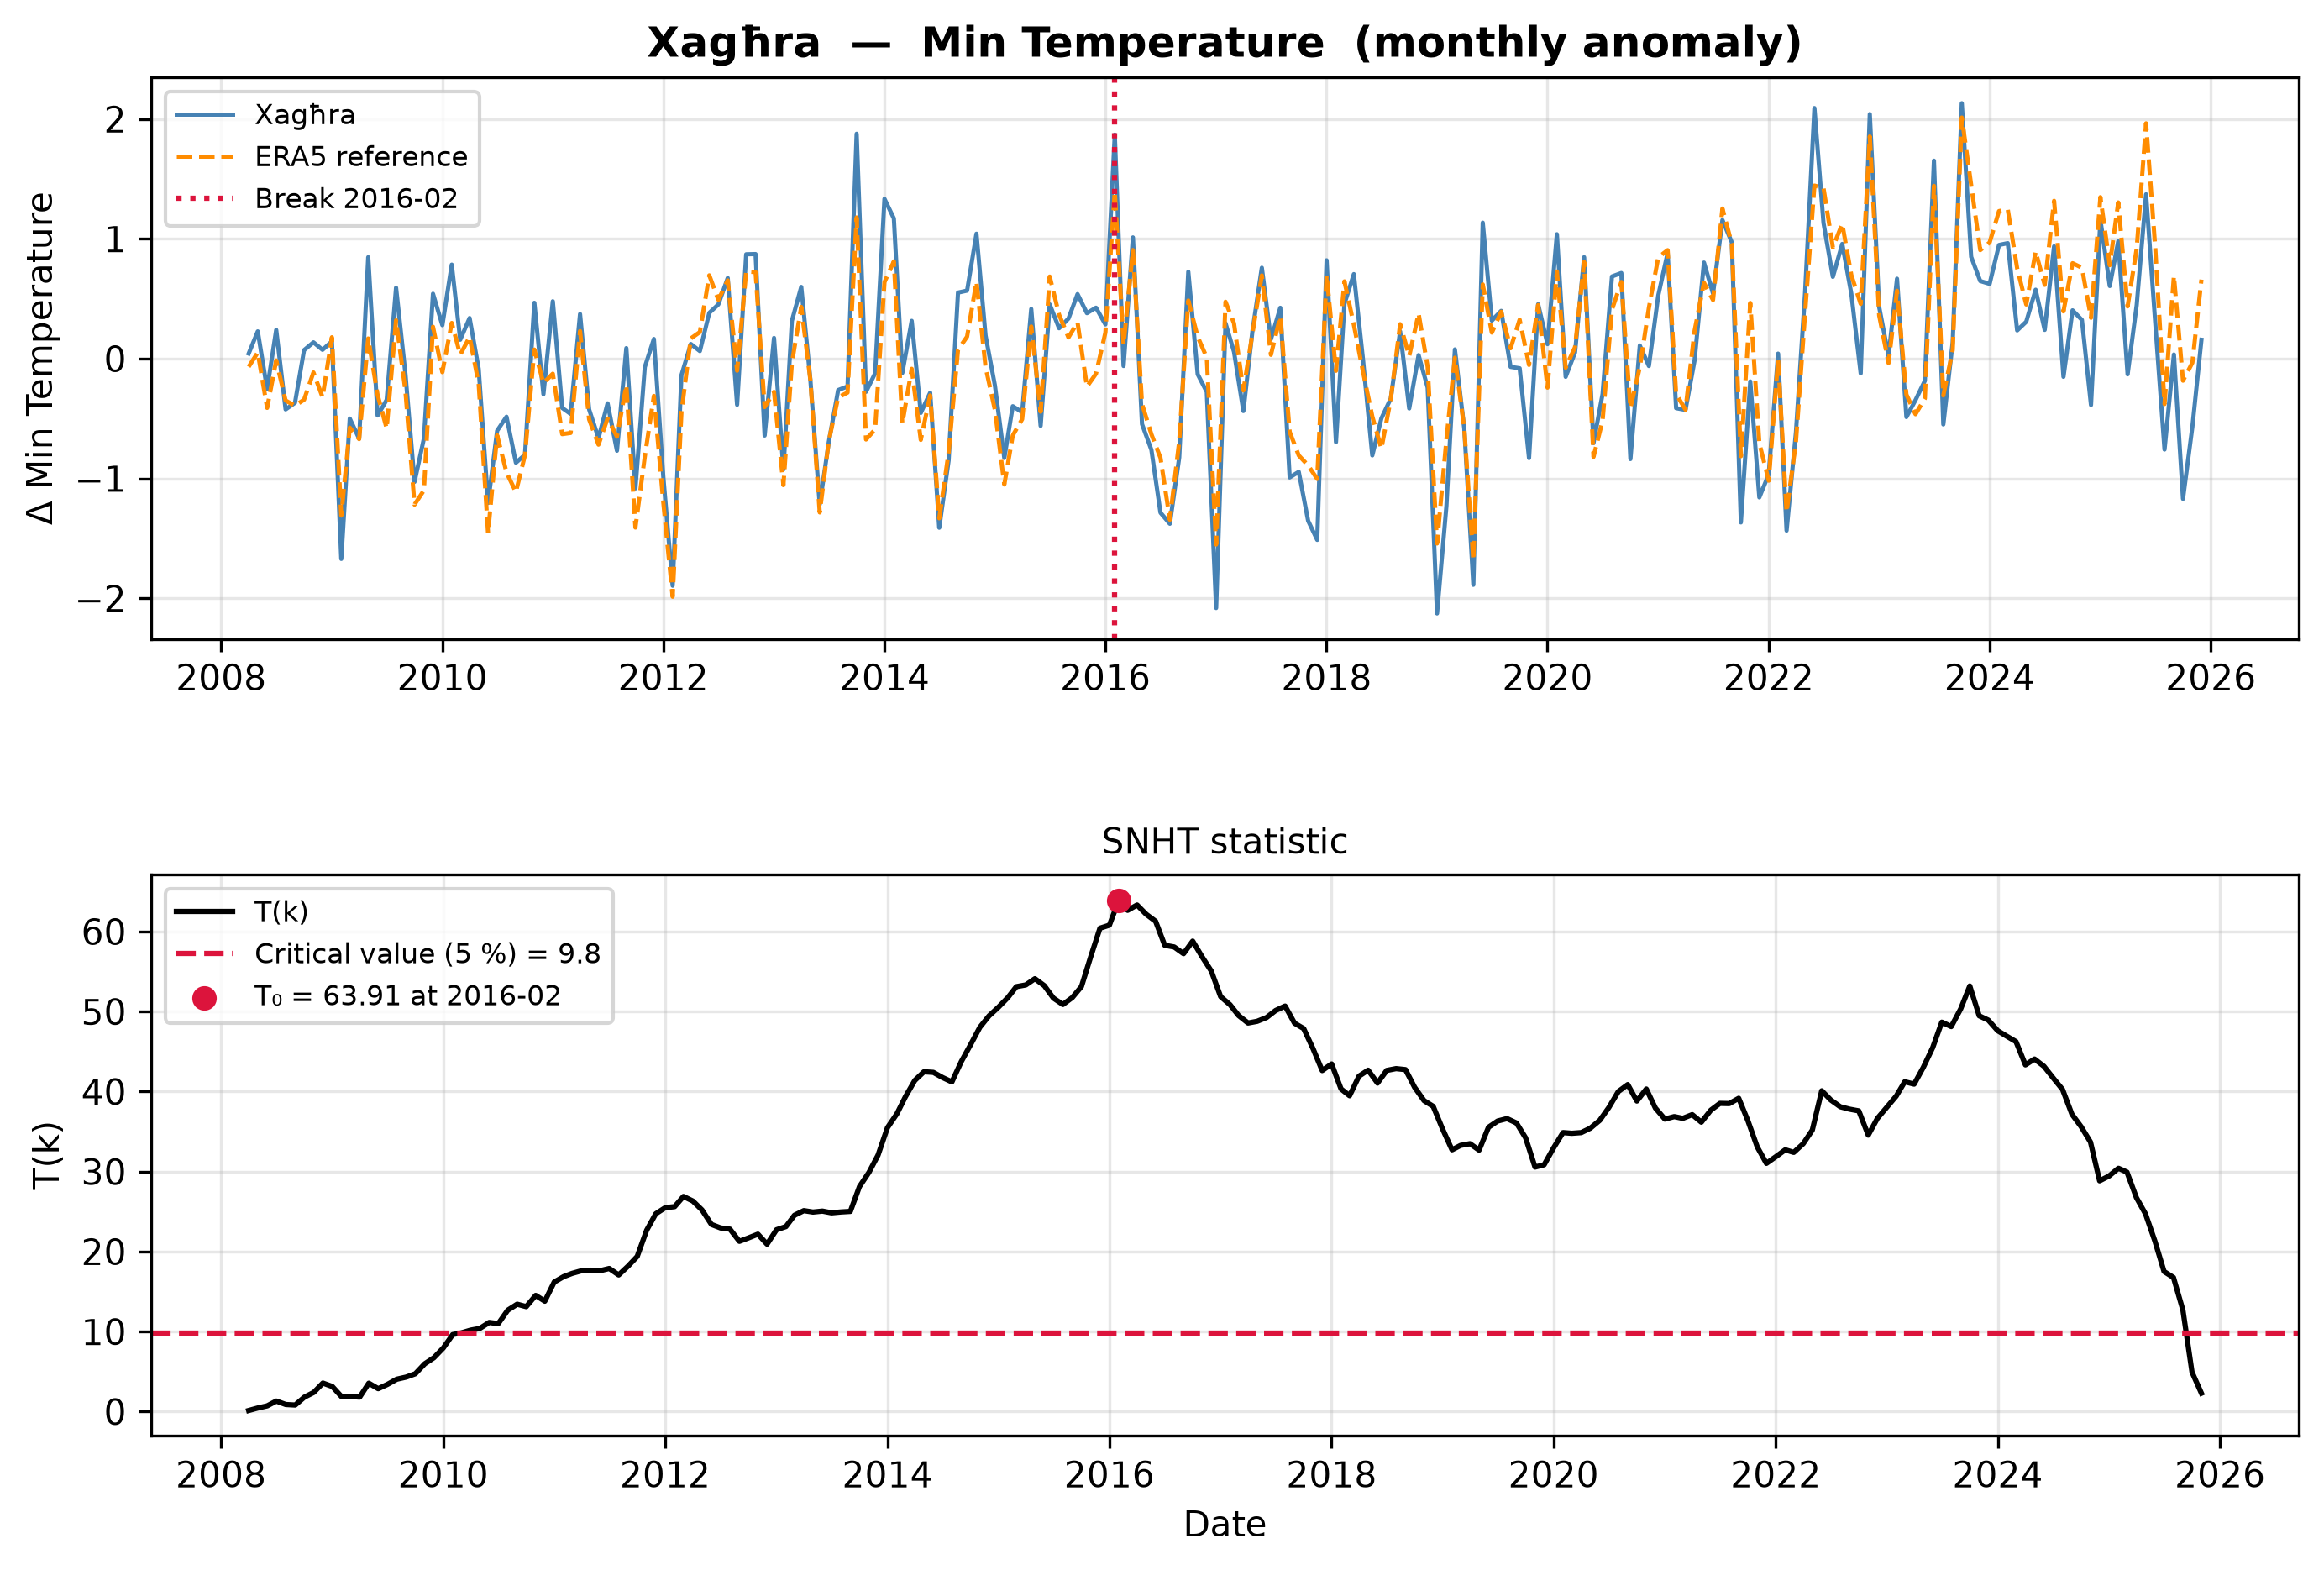 Xagħra — Min Temperature (monthly anomaly)
Δ Min Temperature
2
1
0
−1
−2
Xagħra
ERA5 reference
Break 2016-02
2008 2010 2012 2014 2016 2018 2020 2022 2024 2026
SNHT statistic
T(k)
60
50
40
30
20
10
0
T(k)
Critical value (5 %) = 9.8
T₀ = 63.91 at 2016-02
2008 2010 2012 2014 2016 2018 2020 2022 2024 2026
Date